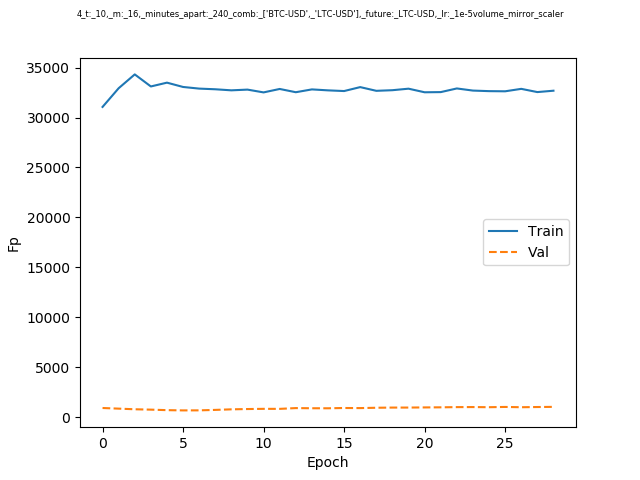 4_t:_10,_m:_16,_minutes_apart:_240_comb:_['BTC-USD',_'LTC-USD'],_future:_LTC-USD,_lr:_1e-5volume_mirror_scaler
35000
30000
25000
20000
15000
10000
5000
0
Fp
Train
Val
0 5 10 15 20 25
Epoch